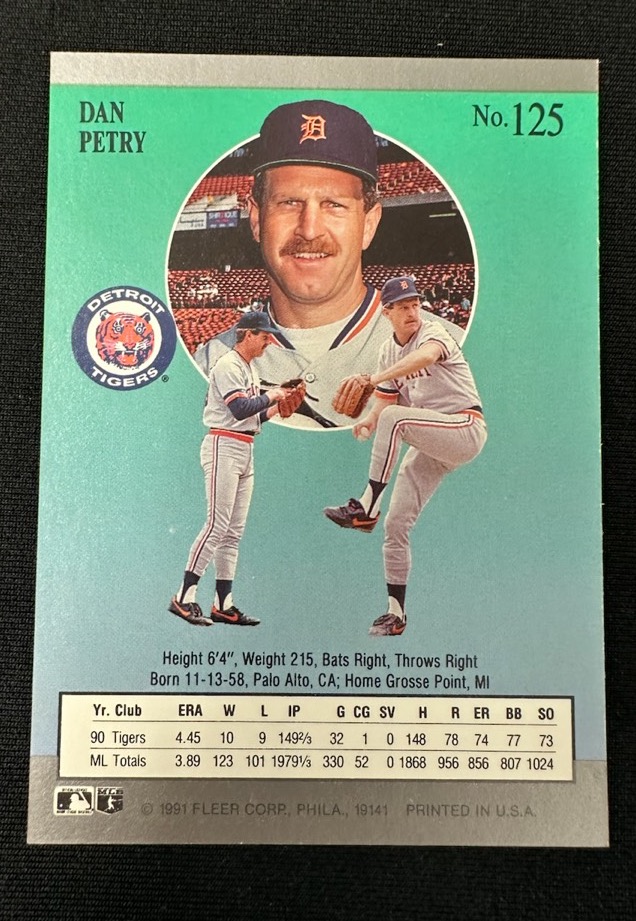 DAN
PETRY
No. 125
D
DETROIT
TIGERS
®
Height 6'4", Weight 215, Bats Right, Throws Right
Born 11-13-58, Palo Alto, CA; Home Grosse Point, MI
Yr. Club ERA W L IP G CG SV H R ER BB SO
90 Tigers 4.45 10 9 149⅔ 32 1 0 148 78 74 77 73
ML Totals 3.89 123 101 1979⅓ 330 52 0 1868 956 856 807 1024
© 1991 FLEER CORP., PHILA., 19141 PRINTED IN U.S.A.